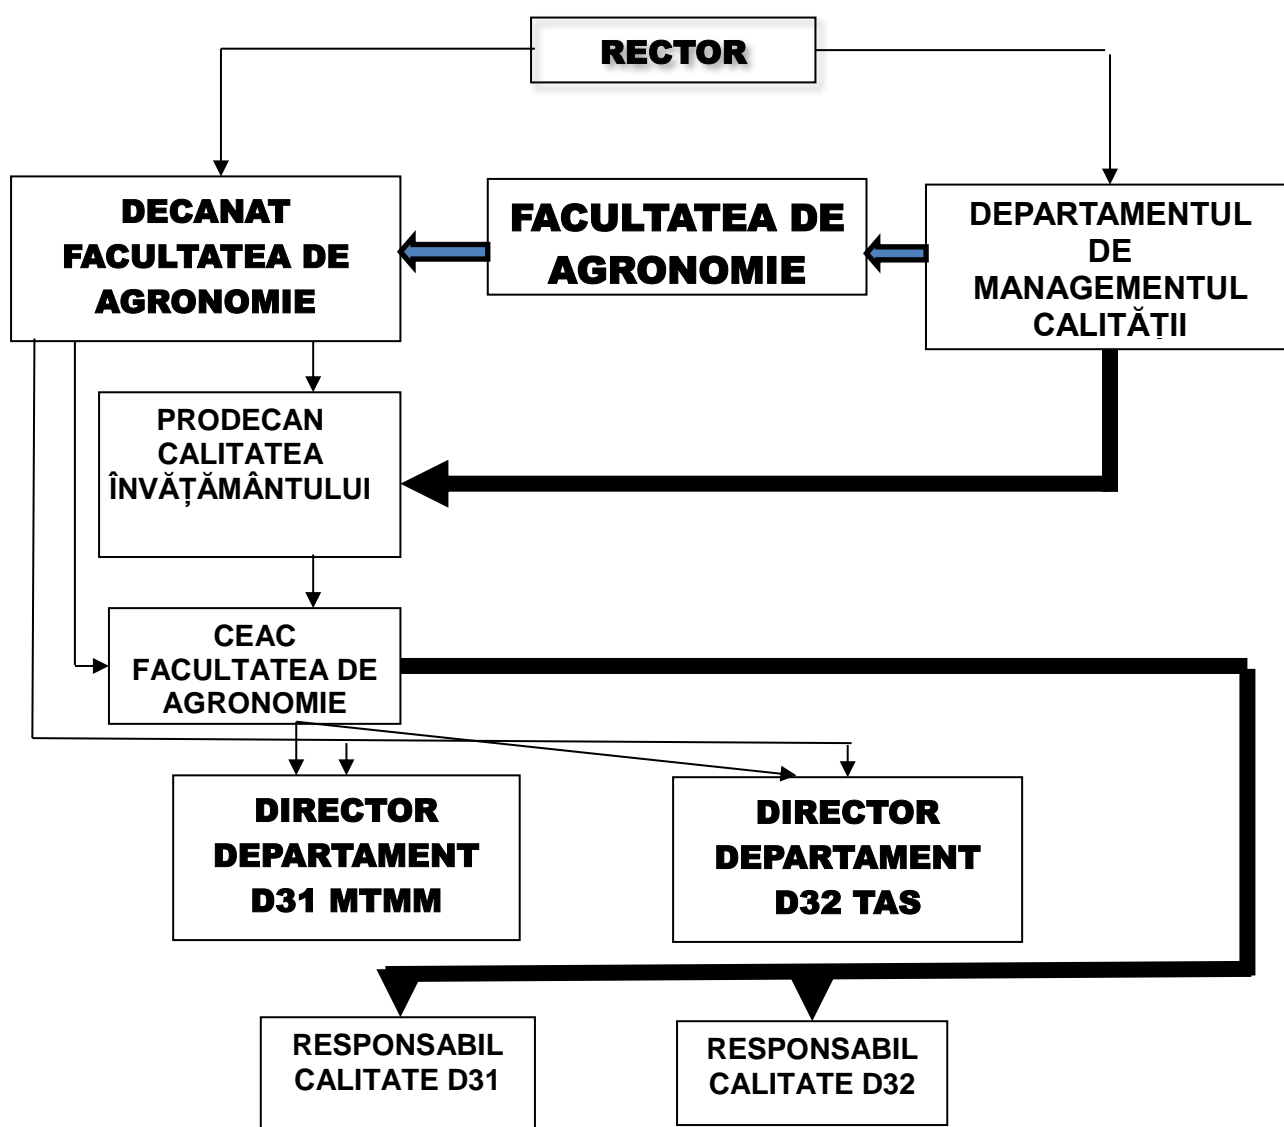 RECTOR
DECANAT
FACULTATEA DE
AGRONOMIE
FACULTATEA DE
AGRONOMIE
DEPARTAMENTUL
DE
MANAGEMENTUL
CALITĂȚII
PRODECAN
CALITATEA
ÎNVĂȚĂMÂNTULUI
CEAC
FACULTATEA DE
AGRONOMIE
DIRECTOR
DEPARTAMENT
D31 MTMM
DIRECTOR
DEPARTAMENT
D32 TAS
RESPONSABIL
CALITATE D31
RESPONSABIL
CALITATE D32